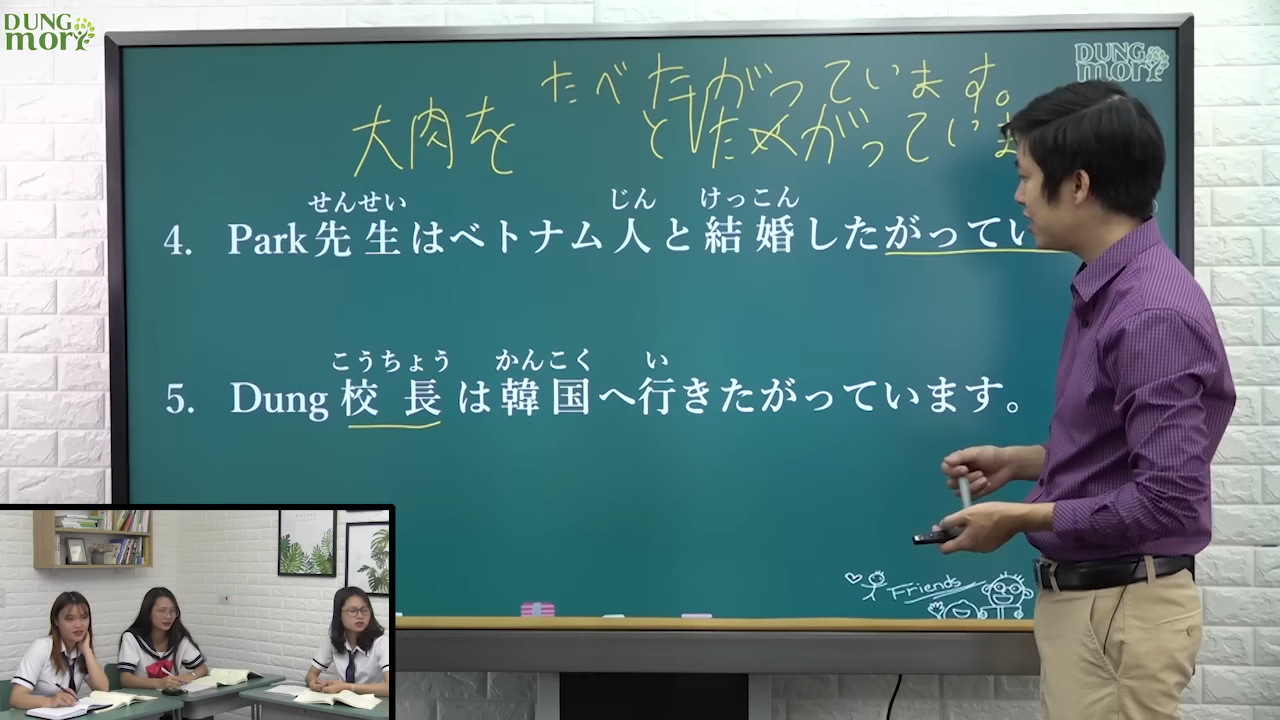 DUNG
mori
DUNG
mori
たべたがっています。
大肉を とめたがってい
せんせい じん けっこん
4. Park先生はベトナム人と結婚したがってい
こうちょう かんこく い
5. Dung校長は韓国へ行きたがっています。
Friends